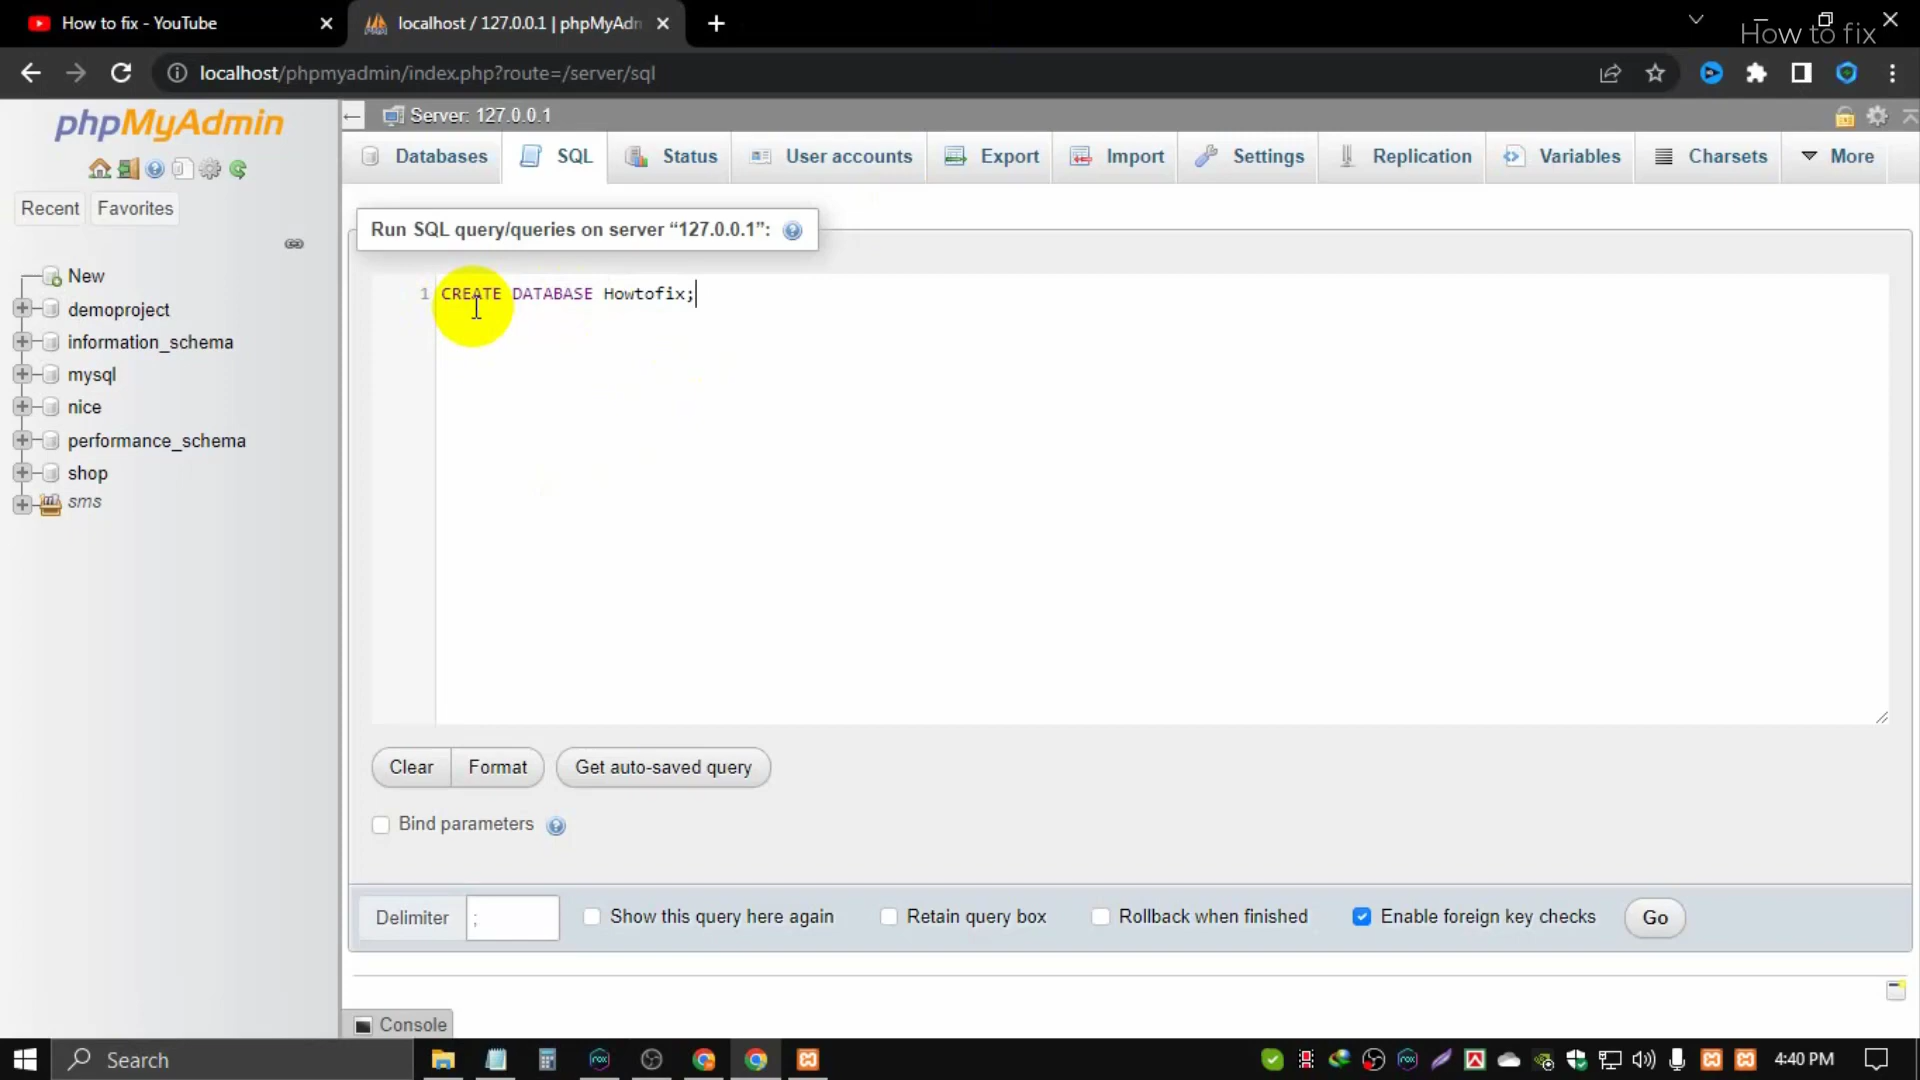 How to fix - YouTube
localhost / 127.0.0.1 | phpMyAdm
How to fix
localhost/phpmyadmin/index.php?route=/server/sql
phpMyAdmin
Server: 127.0.0.1
Databases
SQL
Status
User accounts
Export
Import
Settings
Replication
Variables
Charsets
More
Recent
Favorites
Run SQL query/queries on server “127.0.0.1”:
New
demoproject
information_schema
mysql
nice
performance_schema
shop
sms
1 CREATE DATABASE Howtofix;
Clear
Format
Get auto-saved query
Bind parameters
Delimiter
;
Show this query here again
Retain query box
Rollback when finished
Enable foreign key checks
Go
Console
Search
4:40 PM